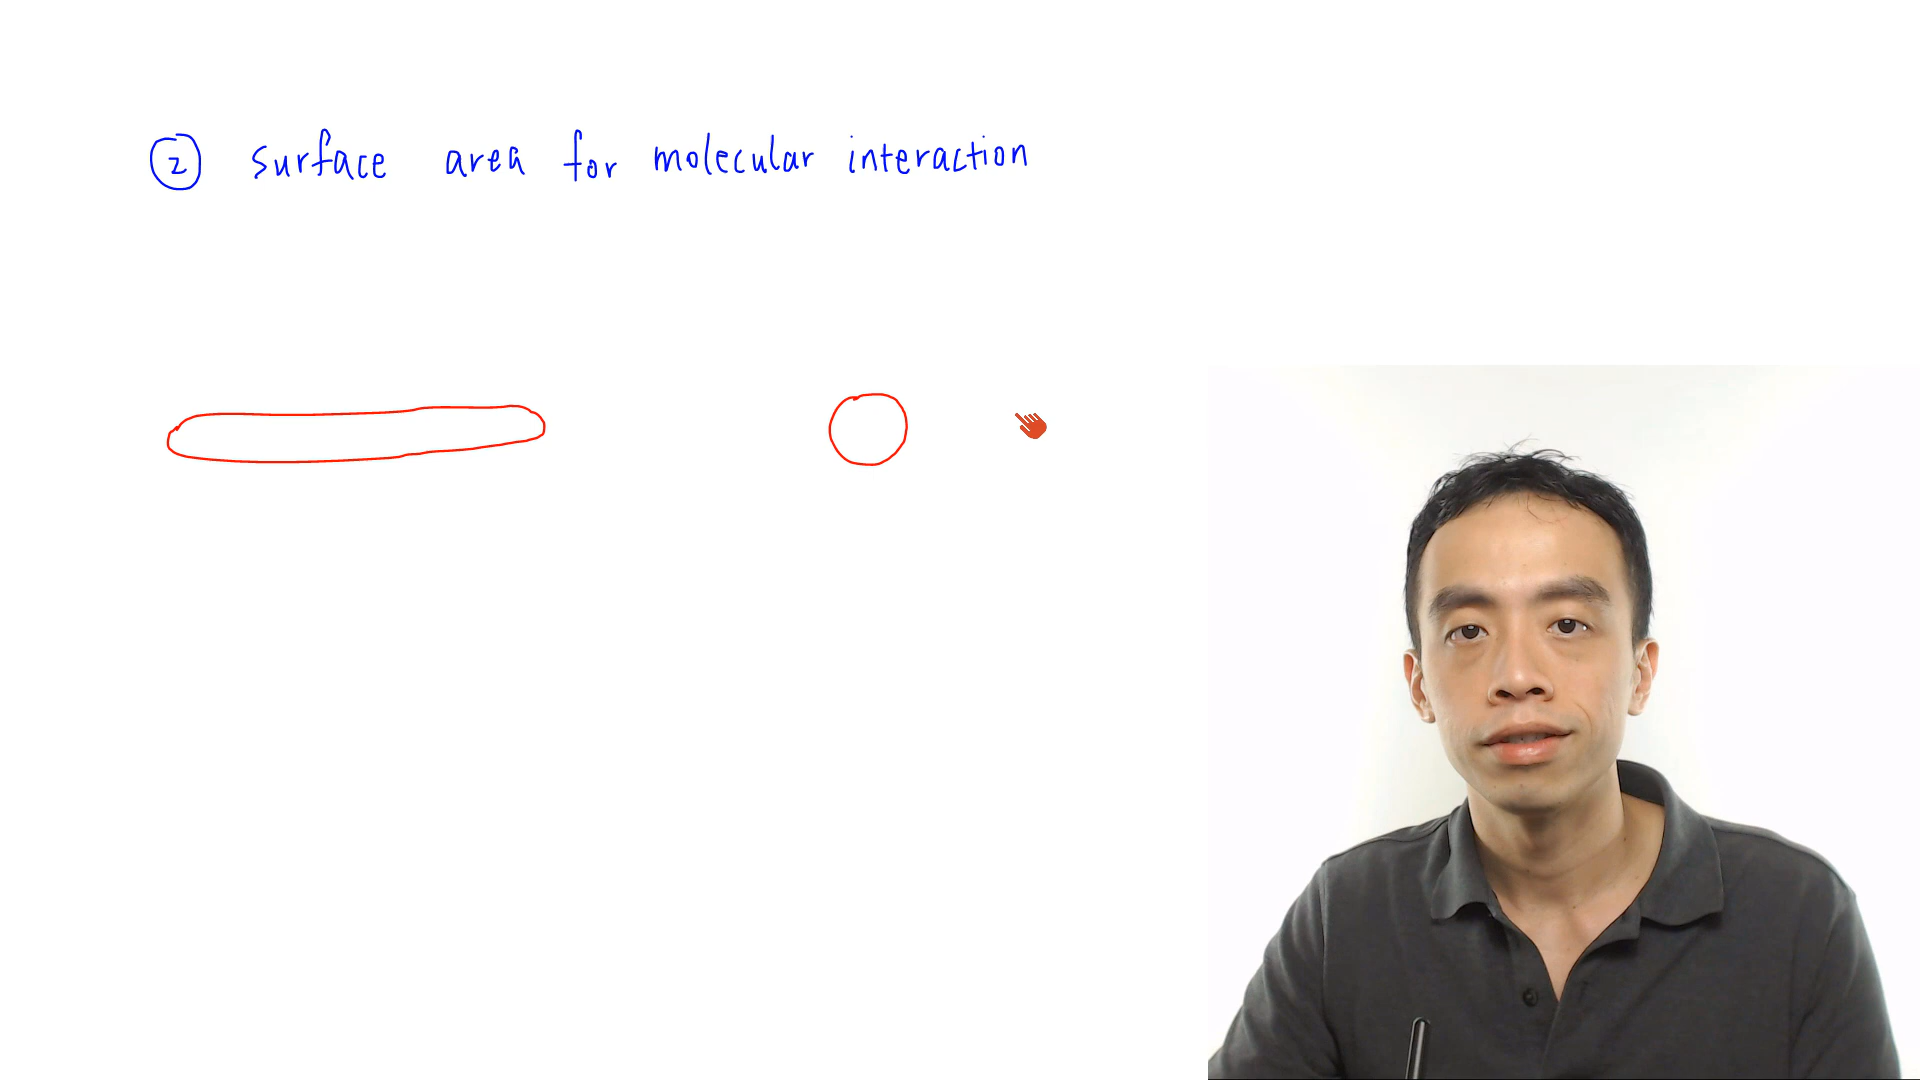 ② surface area for molecular interaction